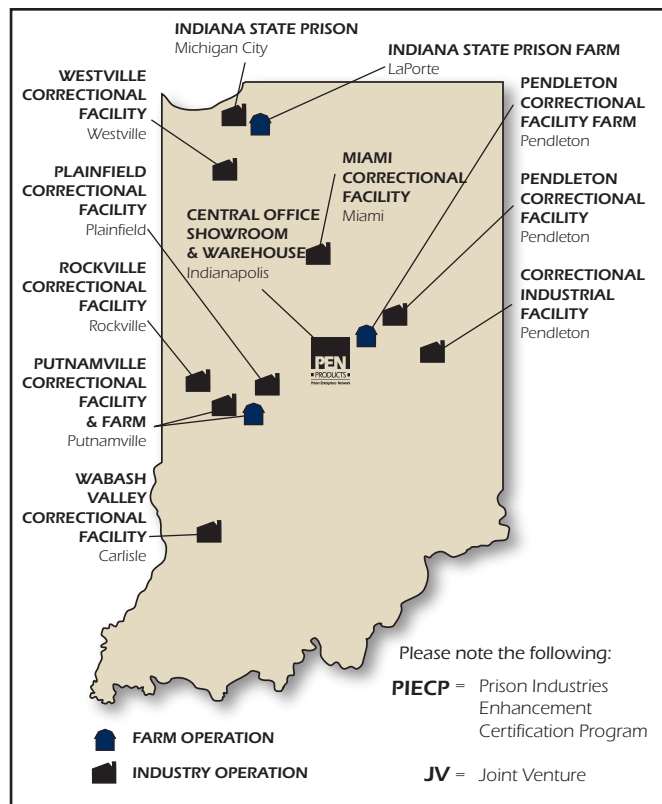 INDIANA STATE PRISON
Michigan City
INDIANA STATE PRISON FARM
LaPorte
WESTVILLE
CORRECTIONAL
FACILITY
Westville
PENDLETON
CORRECTIONAL
FACILITY FARM
Pendleton
PLAINFIELD
CORRECTIONAL
FACILITY
Plainfield
MIAMI
CORRECTIONAL
FACILITY
Miami
PENDLETON
CORRECTIONAL
FACILITY
Pendleton
CENTRAL OFFICE
SHOWROOM
& WAREHOUSE
Indianapolis
ROCKVILLE
CORRECTIONAL
FACILITY
Rockville
CORRECTIONAL
INDUSTRIAL
FACILITY
Pendleton
PEN
PRODUCTS
Prison Enterprises Network
PUTNAMVILLE
CORRECTIONAL
FACILITY
& FARM
Putnamville
WABASH
VALLEY
CORRECTIONAL
FACILITY
Carlisle
Please note the following:
PIECP = Prison Industries
Enhancement
Certification Program
JV = Joint Venture
FARM OPERATION
INDUSTRY OPERATION